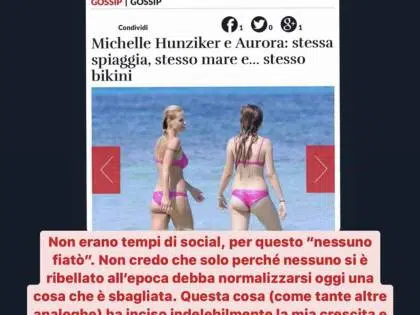 GOSSIP | GOSSIP
Condividi 1 0 1
Michelle Hunziker e Aurora: stessa
spiaggia, stesso mare e... stesso
bikini
Non erano tempi di social, per questo “nessuno
fiatò”. Non credo che solo perché nessuno si è
ribellato all’epoca debba normalizzarsi oggi una
cosa che è sbagliata. Questa cosa (come tante altre
analoghe) ha inciso indelebilmente la mia crescita e